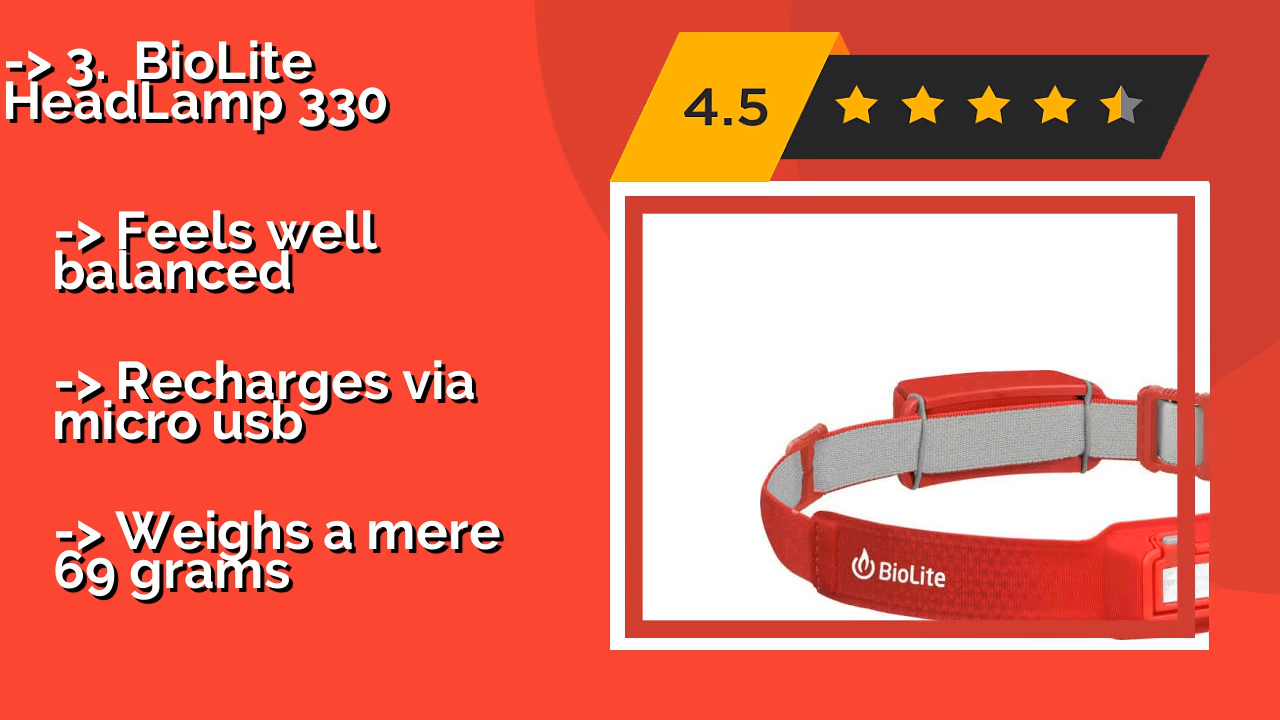 -> 3. BioLite
HeadLamp 330
4.5
-> Feels well
balanced
-> Recharges via
micro usb
-> Weighs a mere
69 grams
BioLite